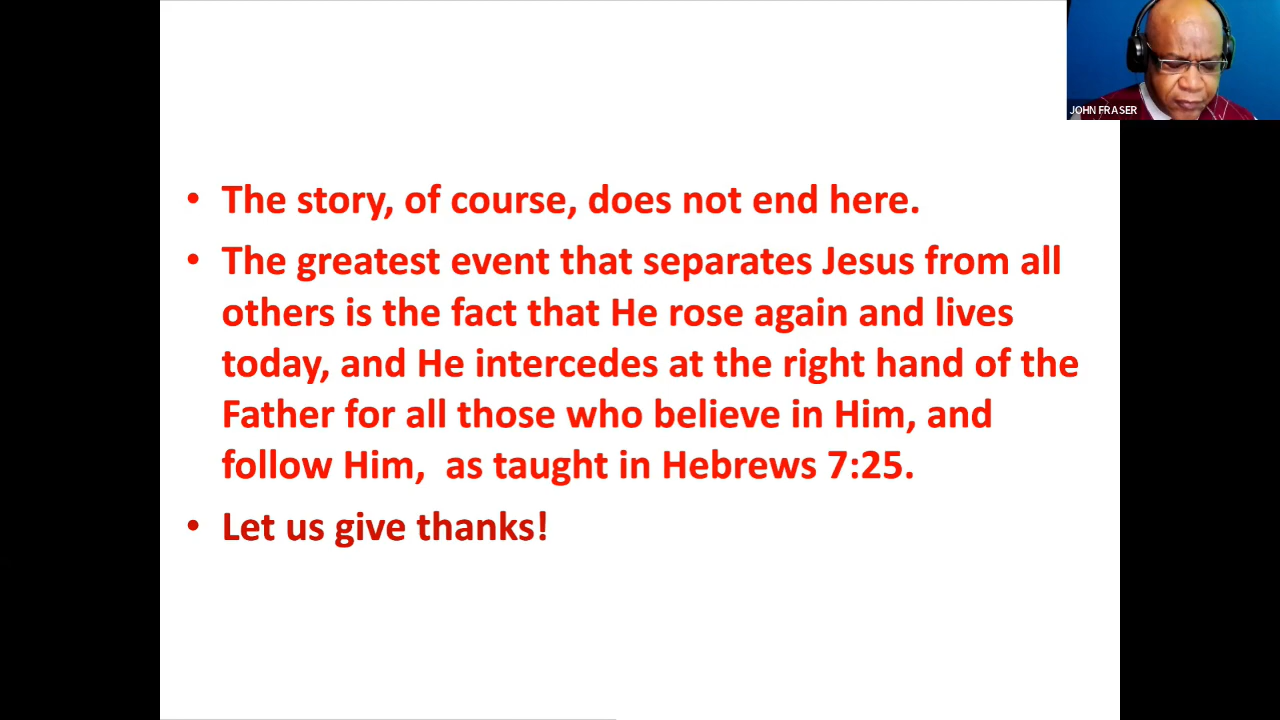 JOHN FRASER
• The story, of course, does not end here.
• The greatest event that separates Jesus from all
others is the fact that He rose again and lives
today, and He intercedes at the right hand of the
Father for all those who believe in Him, and
follow Him,  as taught in Hebrews 7:25.
• Let us give thanks!